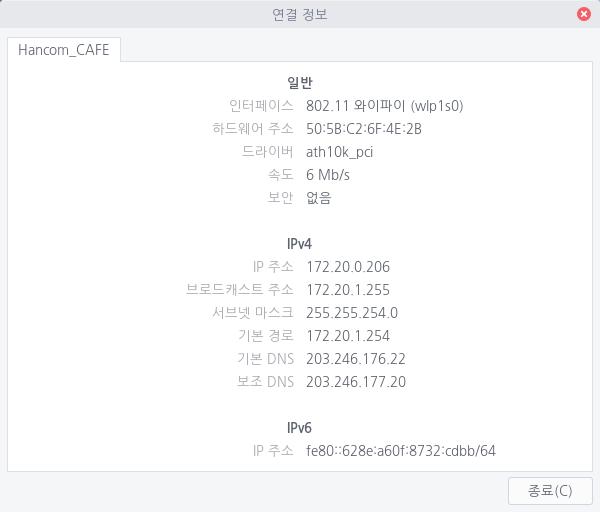 연결 정보
Hancom_CAFE
일반
인터페이스 802.11 와이파이 (wlp1s0)
하드웨어 주소 50:5B:C2:6F:4E:2B
드라이버 ath10k_pci
속도 6 Mb/s
보안 없음
IPv4
IP 주소 172.20.0.206
브로드캐스트 주소 172.20.1.255
서브넷 마스크 255.255.254.0
기본 경로 172.20.1.254
기본 DNS 203.246.176.22
보조 DNS 203.246.177.20
IPv6
IP 주소 fe80::628e:a60f:8732:cdbb/64
종료(C)